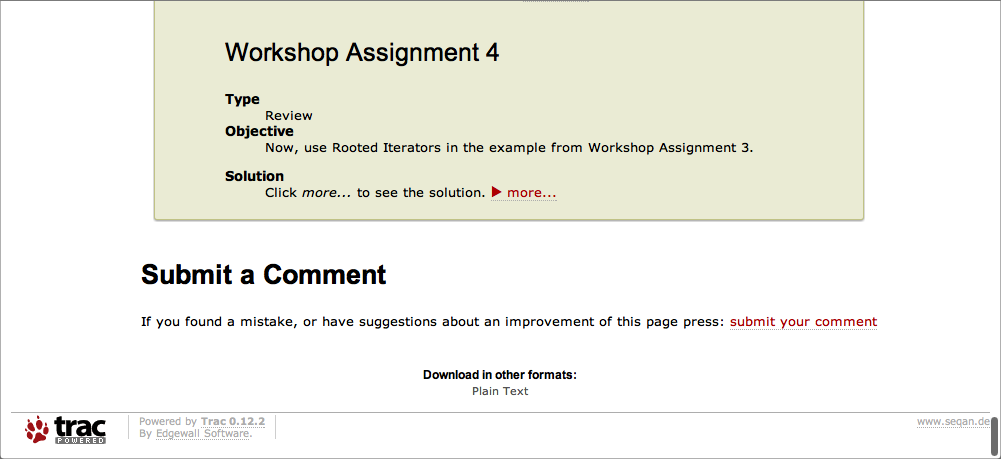 Workshop Assignment 4
Type
Review
Objective
Now, use Rooted Iterators in the example from Workshop Assignment 3.
Solution
Click more... to see the solution. ▶ more...
Submit a Comment
If you found a mistake, or have suggestions about an improvement of this page press: submit your comment
Download in other formats:
Plain Text
trac
POWERED
Powered by Trac 0.12.2
By Edgewall Software.
www.seqan.de